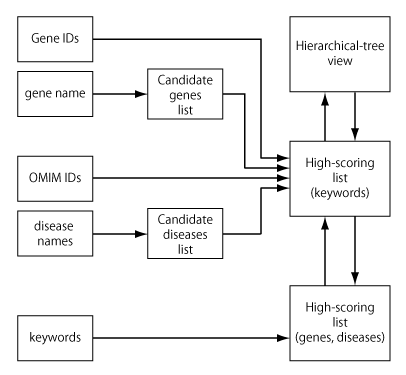 Gene IDs
gene name
Candidate
genes
list
Hierarchical-tree
view
OMIM IDs
disease
names
Candidate
diseases
list
High-scoring
list
(keywords)
keywords
High-scoring
list
(genes, diseases)